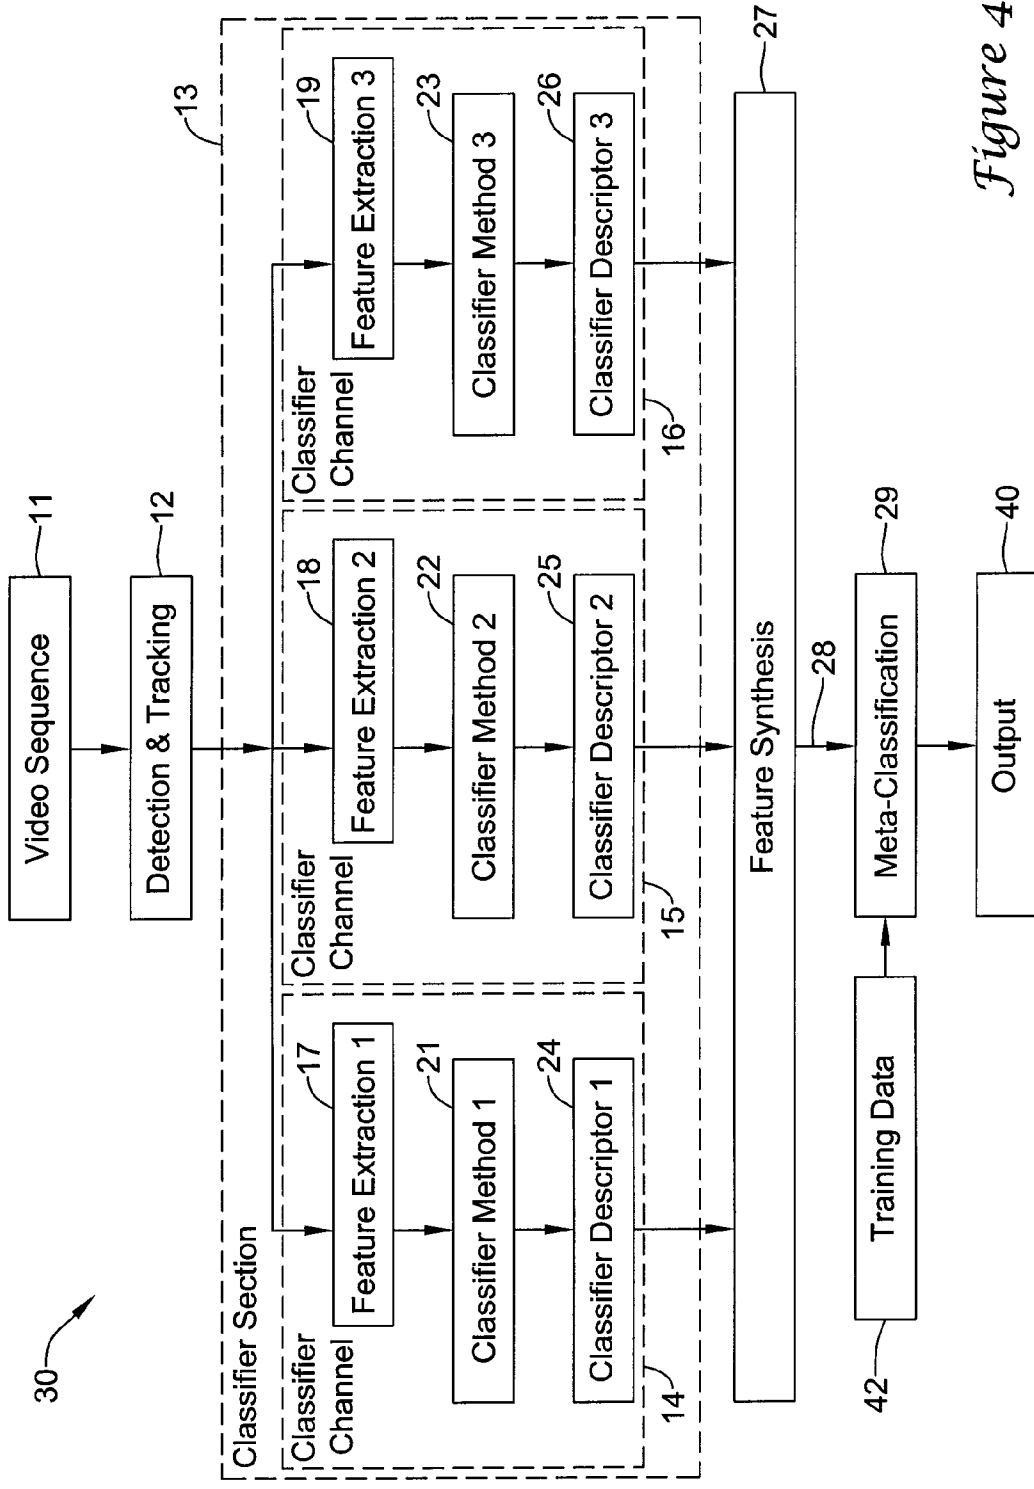 30
Video Sequence
11
Detection & Tracking
12
13
Classifier Section
Classifier
Channel
Feature Extraction 1
17
Classifier Method 1
21
Classifier Descriptor 1
24
14
Classifier
Channel
Feature Extraction 2
18
Classifier Method 2
22
Classifier Descriptor 2
25
15
Classifier
Channel
Feature Extraction 3
19
Classifier Method 3
23
Classifier Descriptor 3
26
16
Feature Synthesis
27
28
Training Data
42
Meta-Classification
29
Output
40
Figure 4